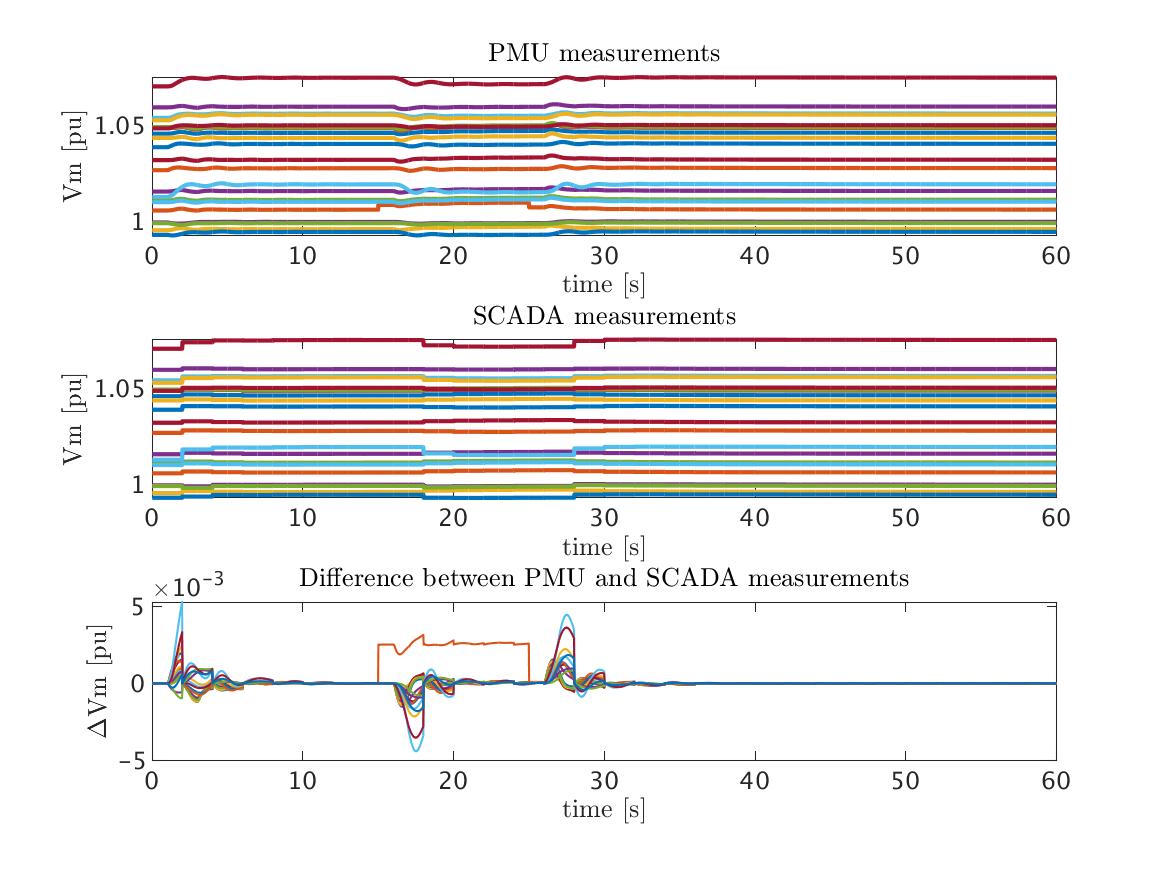 PMU measurements
Vm [pu]
1.05
1
0 10 20 30 40 50 60
time [s]
SCADA measurements
Vm [pu]
1.05
1
0 10 20 30 40 50 60
time [s]
Difference between PMU and SCADA measurements
×10⁻³
ΔVm [pu]
5
0
−5
0 10 20 30 40 50 60
time [s]